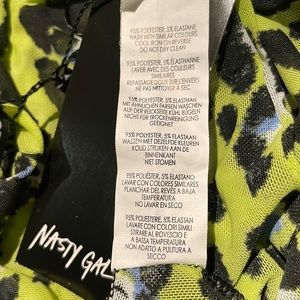 95% POLYESTER, 5% ELASTANE
WASH WITH SIMILAR COLOURS
COOL IRON ON REVERSE
DO NOT DRY CLEAN
95% POLYESTER, 5% ÉLASTHANNE
LAVER AVEC DES COULEURS
SIMILAIRES
REPASSAGE DOUX SUR L'ENVERS
NE PAS NETTOYER À SEC
95% POLYESTER, 5% ELASTAN
MIT ÄHNLICHEN FARBEN WASCHEN
AUF DER RÜCKSEITE KÜHL BÜGELN
NICHT FÜR TROCKENREINIGUNG
GEEIGNET
95% POLYESTER, 5% ELASTAAN
WASSEN MET DEZELFDE KLEUREN
KOUD STRIJKEN AAN DE
BINNENKANT
NIET STOMEN
95% POLIÉSTER, 5% ELASTANO
LAVAR CON COLORES SIMILARES
PLANCHAR DEL REVÉS A BAJA
TEMPERATURA
NO LAVAR EN SECO
95% POLIESTERE, 5% ELASTAN
LAVARE CON COLORI SIMILI
STIRARE AL ROVESCIO E A
BASSA TEMPERATURA
NON ADATTO A PULITURA A
SECCO
NASTY GAL